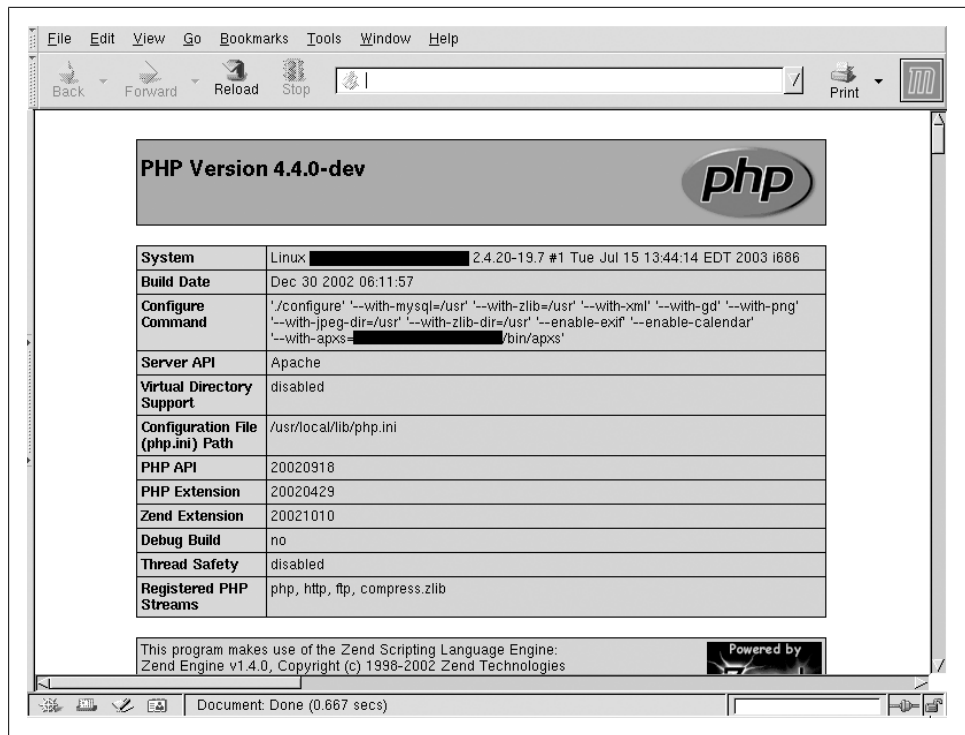 File Edit View Go Bookmarks Tools Window Help
Back Forward Reload Stop Print
PHP Version 4.4.0-dev
php
System Linux 2.4.20-19.7 #1 Tue Jul 15 13:44:14 EDT 2003 i686
Build Date Dec 30 2002 06:11:57
Configure Command './configure' '--with-mysql=/usr' '--with-zlib=/usr' '--with-xml' '--with-gd' '--with-png'
'--with-jpeg-dir=/usr' '--with-zlib-dir=/usr' '--enable-exif' '--enable-calendar'
'--with-apxs= /bin/apxs'
Server API Apache
Virtual Directory Support disabled
Configuration File (php.ini) Path /usr/local/lib/php.ini
PHP API 20020918
PHP Extension 20020429
Zend Extension 20021010
Debug Build no
Thread Safety disabled
Registered PHP Streams php, http, ftp, compress.zlib
This program makes use of the Zend Scripting Language Engine:
Zend Engine v1.4.0, Copyright (c) 1998-2002 Zend Technologies
Powered by
Document: Done (0.667 secs)